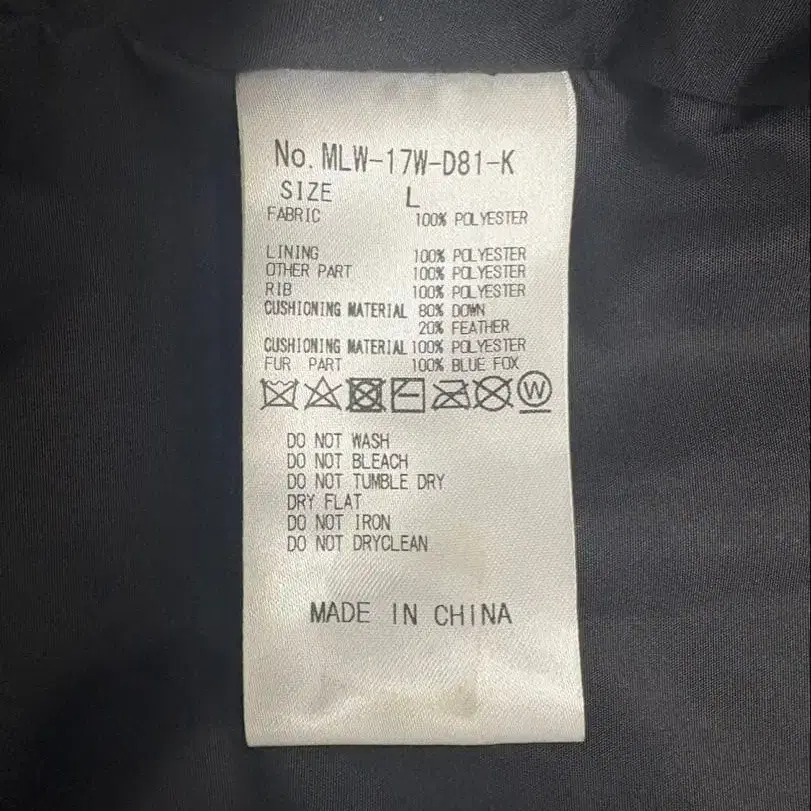 No. MLW-17W-D81-K
SIZE L
FABRIC 100% POLYESTER
LINING 100% POLYESTER
OTHER PART 100% POLYESTER
RIB 100% POLYESTER
CUSHIONING MATERIAL 80% DOWN
20% FEATHER
CUSHIONING MATERIAL 100% POLYESTER
FUR PART 100% BLUE FOX
W
DO NOT WASH
DO NOT BLEACH
DO NOT TUMBLE DRY
DRY FLAT
DO NOT IRON
DO NOT DRYCLEAN
MADE IN CHINA